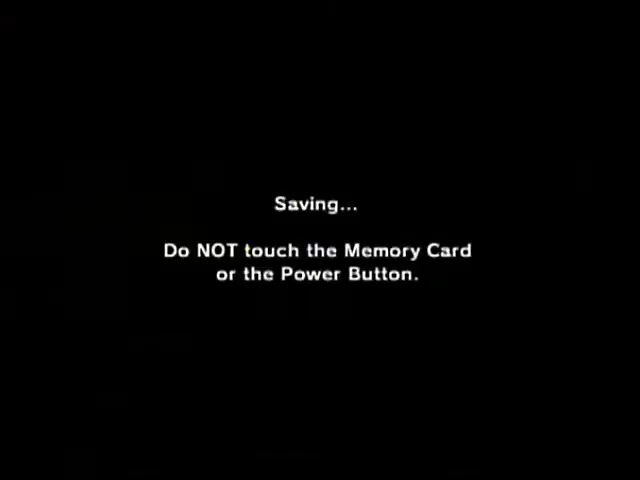 Saving...
Do NOT touch the Memory Card
or the Power Button.